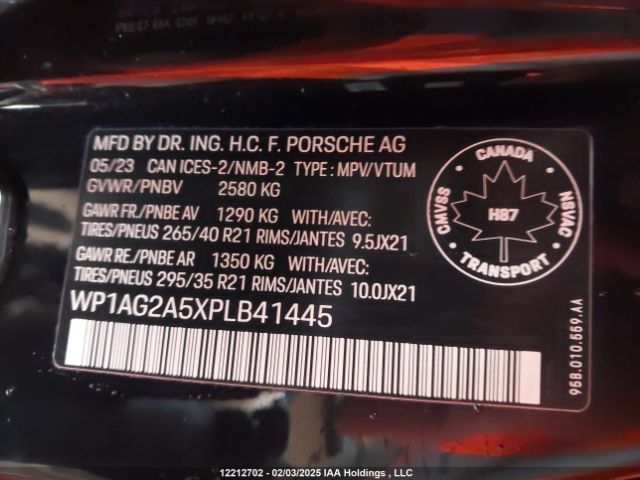 MFD BY DR. ING. H.C. F. PORSCHE AG
05/23 CAN ICES-2/NMB-2 TYPE : MPV/VTUM
GVWR/PNBV 2580 KG
GAWR FR./PNBE AV 1290 KG WITH/AVEC:
TIRES/PNEUS 265/40 R21 RIMS/JANTES 9.5JX21
GAWR RE./PNBE AR 1350 KG WITH/AVEC:
TIRES/PNEUS 295/35 R21 RIMS/JANTES 10.0JX21
WP1AG2A5XPLB41445
CANADA
CMVSS
H87
NSVAC
TRANSPORT
95B.010.559.AA
12212702 - 02/03/2025 IAA Holdings , LLC